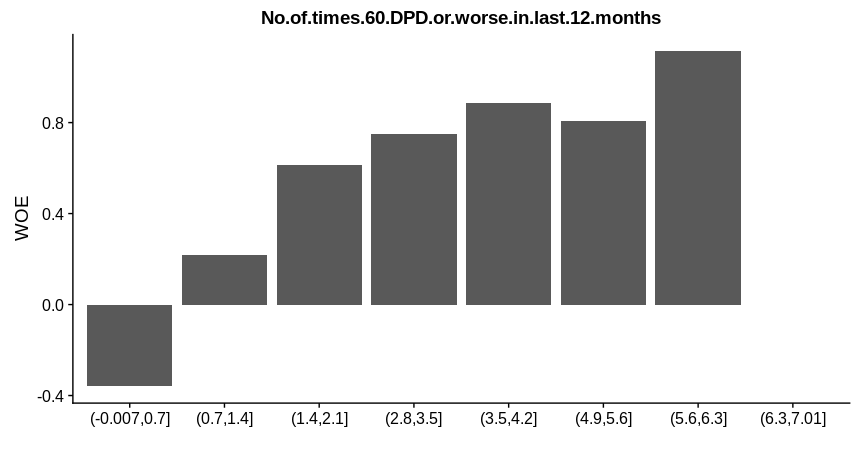 No.of.times.60.DPD.or.worse.in.last.12.months
WOE
0.8
0.4
0.0
-0.4
(-0.007,0.7] (0.7,1.4] (1.4,2.1] (2.8,3.5] (3.5,4.2] (4.9,5.6] (5.6,6.3] (6.3,7.01]